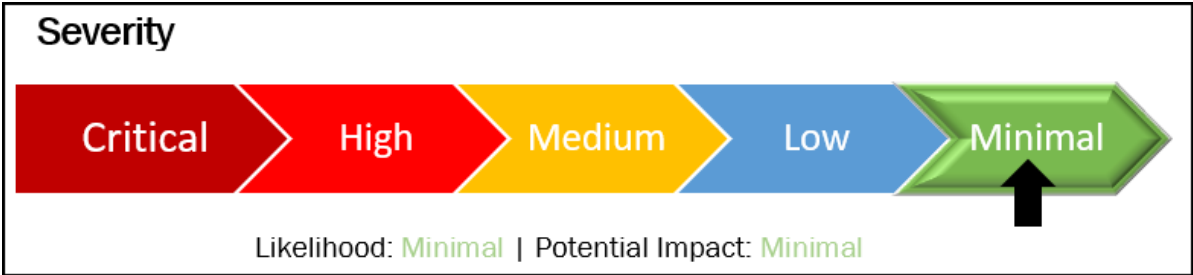 Severity
Critical High Medium Low Minimal
Likelihood: Minimal | Potential Impact: Minimal